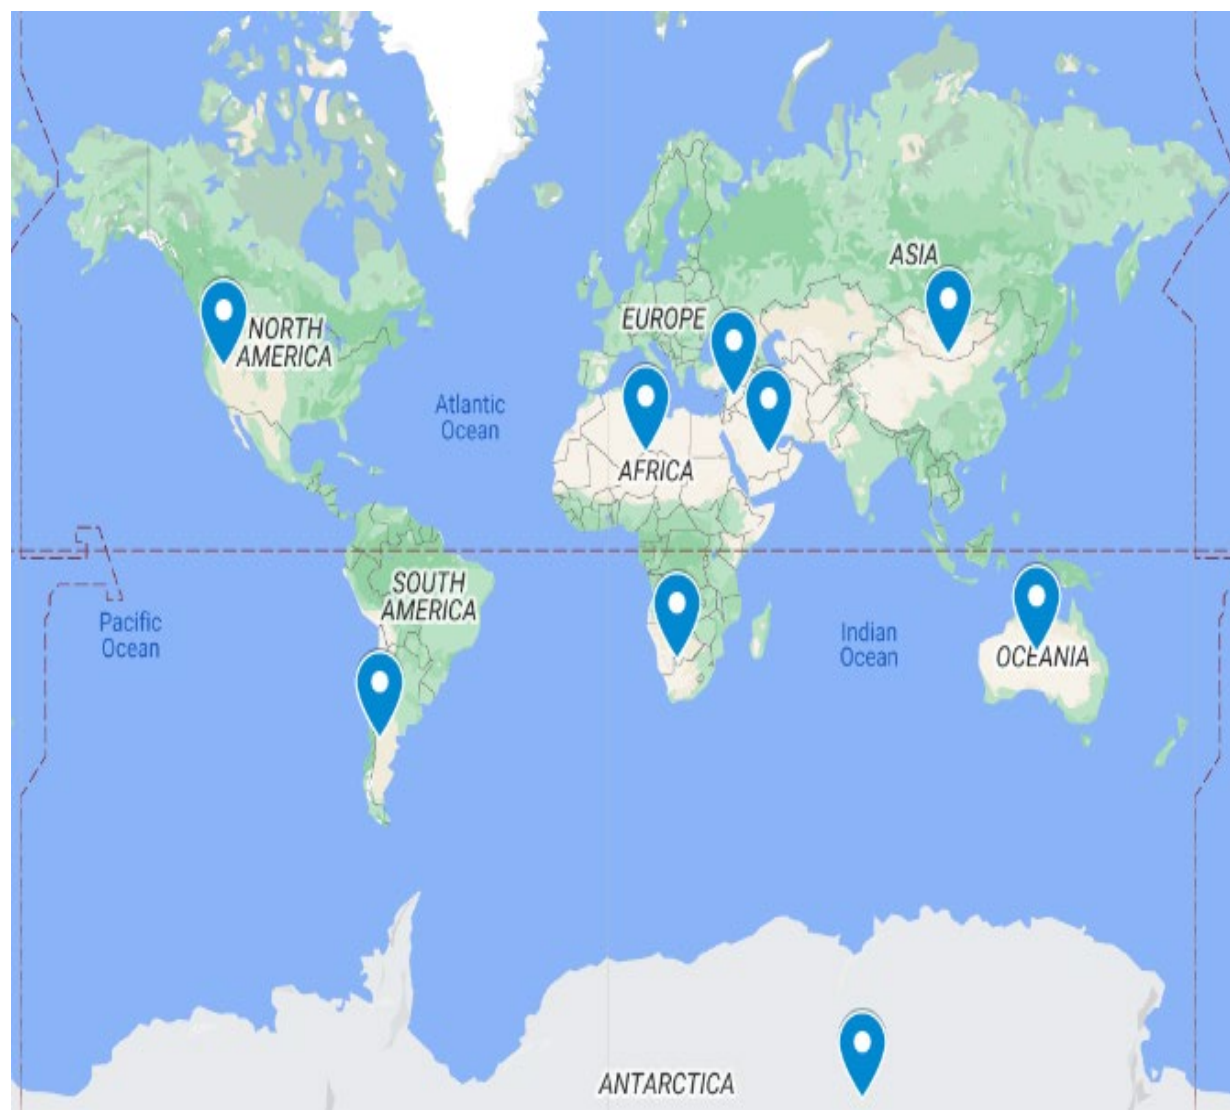 ASIA
EUROPE
NORTH
AMERICA
Atlantic
Ocean
AFRICA
SOUTH
AMERICA
Pacific
Ocean
Indian
Ocean
OCEANIA
ANTARCTICA